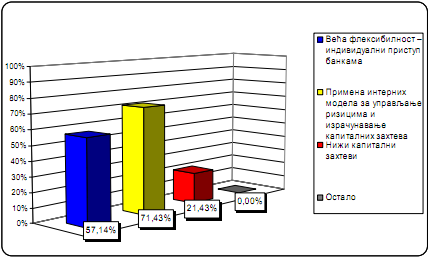 100%
90%
80%
70%
60%
50%
40%
30%
20%
10%
0%
57,14%
71,43%
21,43%
0,00%
Већа флексибилност –
индивидуални приступ
банкама
Примена интерних
модела за управљање
ризицима и
израчунавање
капиталних захтева
Нижи капитални
захтеви
Остало